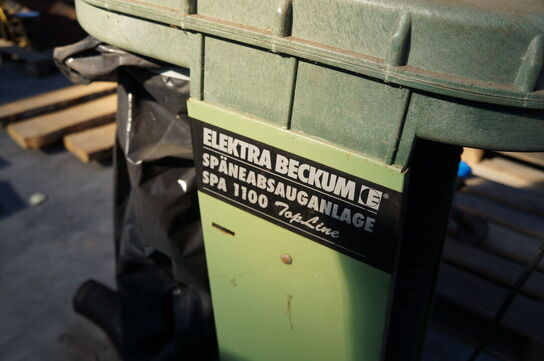 ELEKTRA BECKUM E®
SPÄNEABSAUGANLAGE
SPA 1100 TopLine